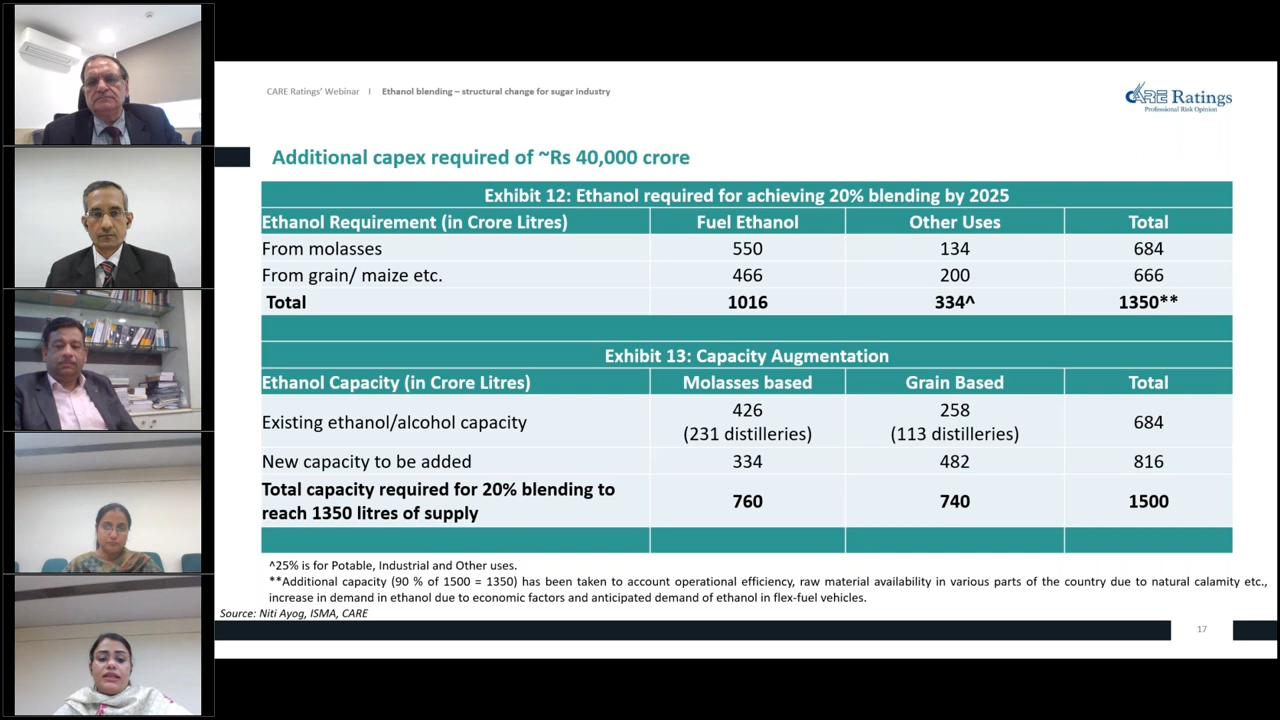 CARE Ratings' Webinar I Ethanol blending – structural change for sugar industry
CARE Ratings
Professional Risk Opinion
Additional capex required of ~Rs 40,000 crore
Exhibit 12: Ethanol required for achieving 20% blending by 2025
Ethanol Requirement (in Crore Litres) Fuel Ethanol Other Uses Total
From molasses 550 134 684
From grain/ maize etc. 466 200 666
Total 1016 334^ 1350**
Exhibit 13: Capacity Augmentation
Ethanol Capacity (in Crore Litres) Molasses based Grain Based Total
Existing ethanol/alcohol capacity 426 258 684
(231 distilleries) (113 distilleries)
New capacity to be added 334 482 816
Total capacity required for 20% blending to
reach 1350 litres of supply 760 740 1500
^25% is for Potable, Industrial and Other uses.
**Additional capacity (90 % of 1500 = 1350) has been taken to account operational efficiency, raw material availability in various parts of the country due to natural calamity etc.,
increase in demand in ethanol due to economic factors and anticipated demand of ethanol in flex-fuel vehicles.
Source: Niti Ayog, ISMA, CARE
17